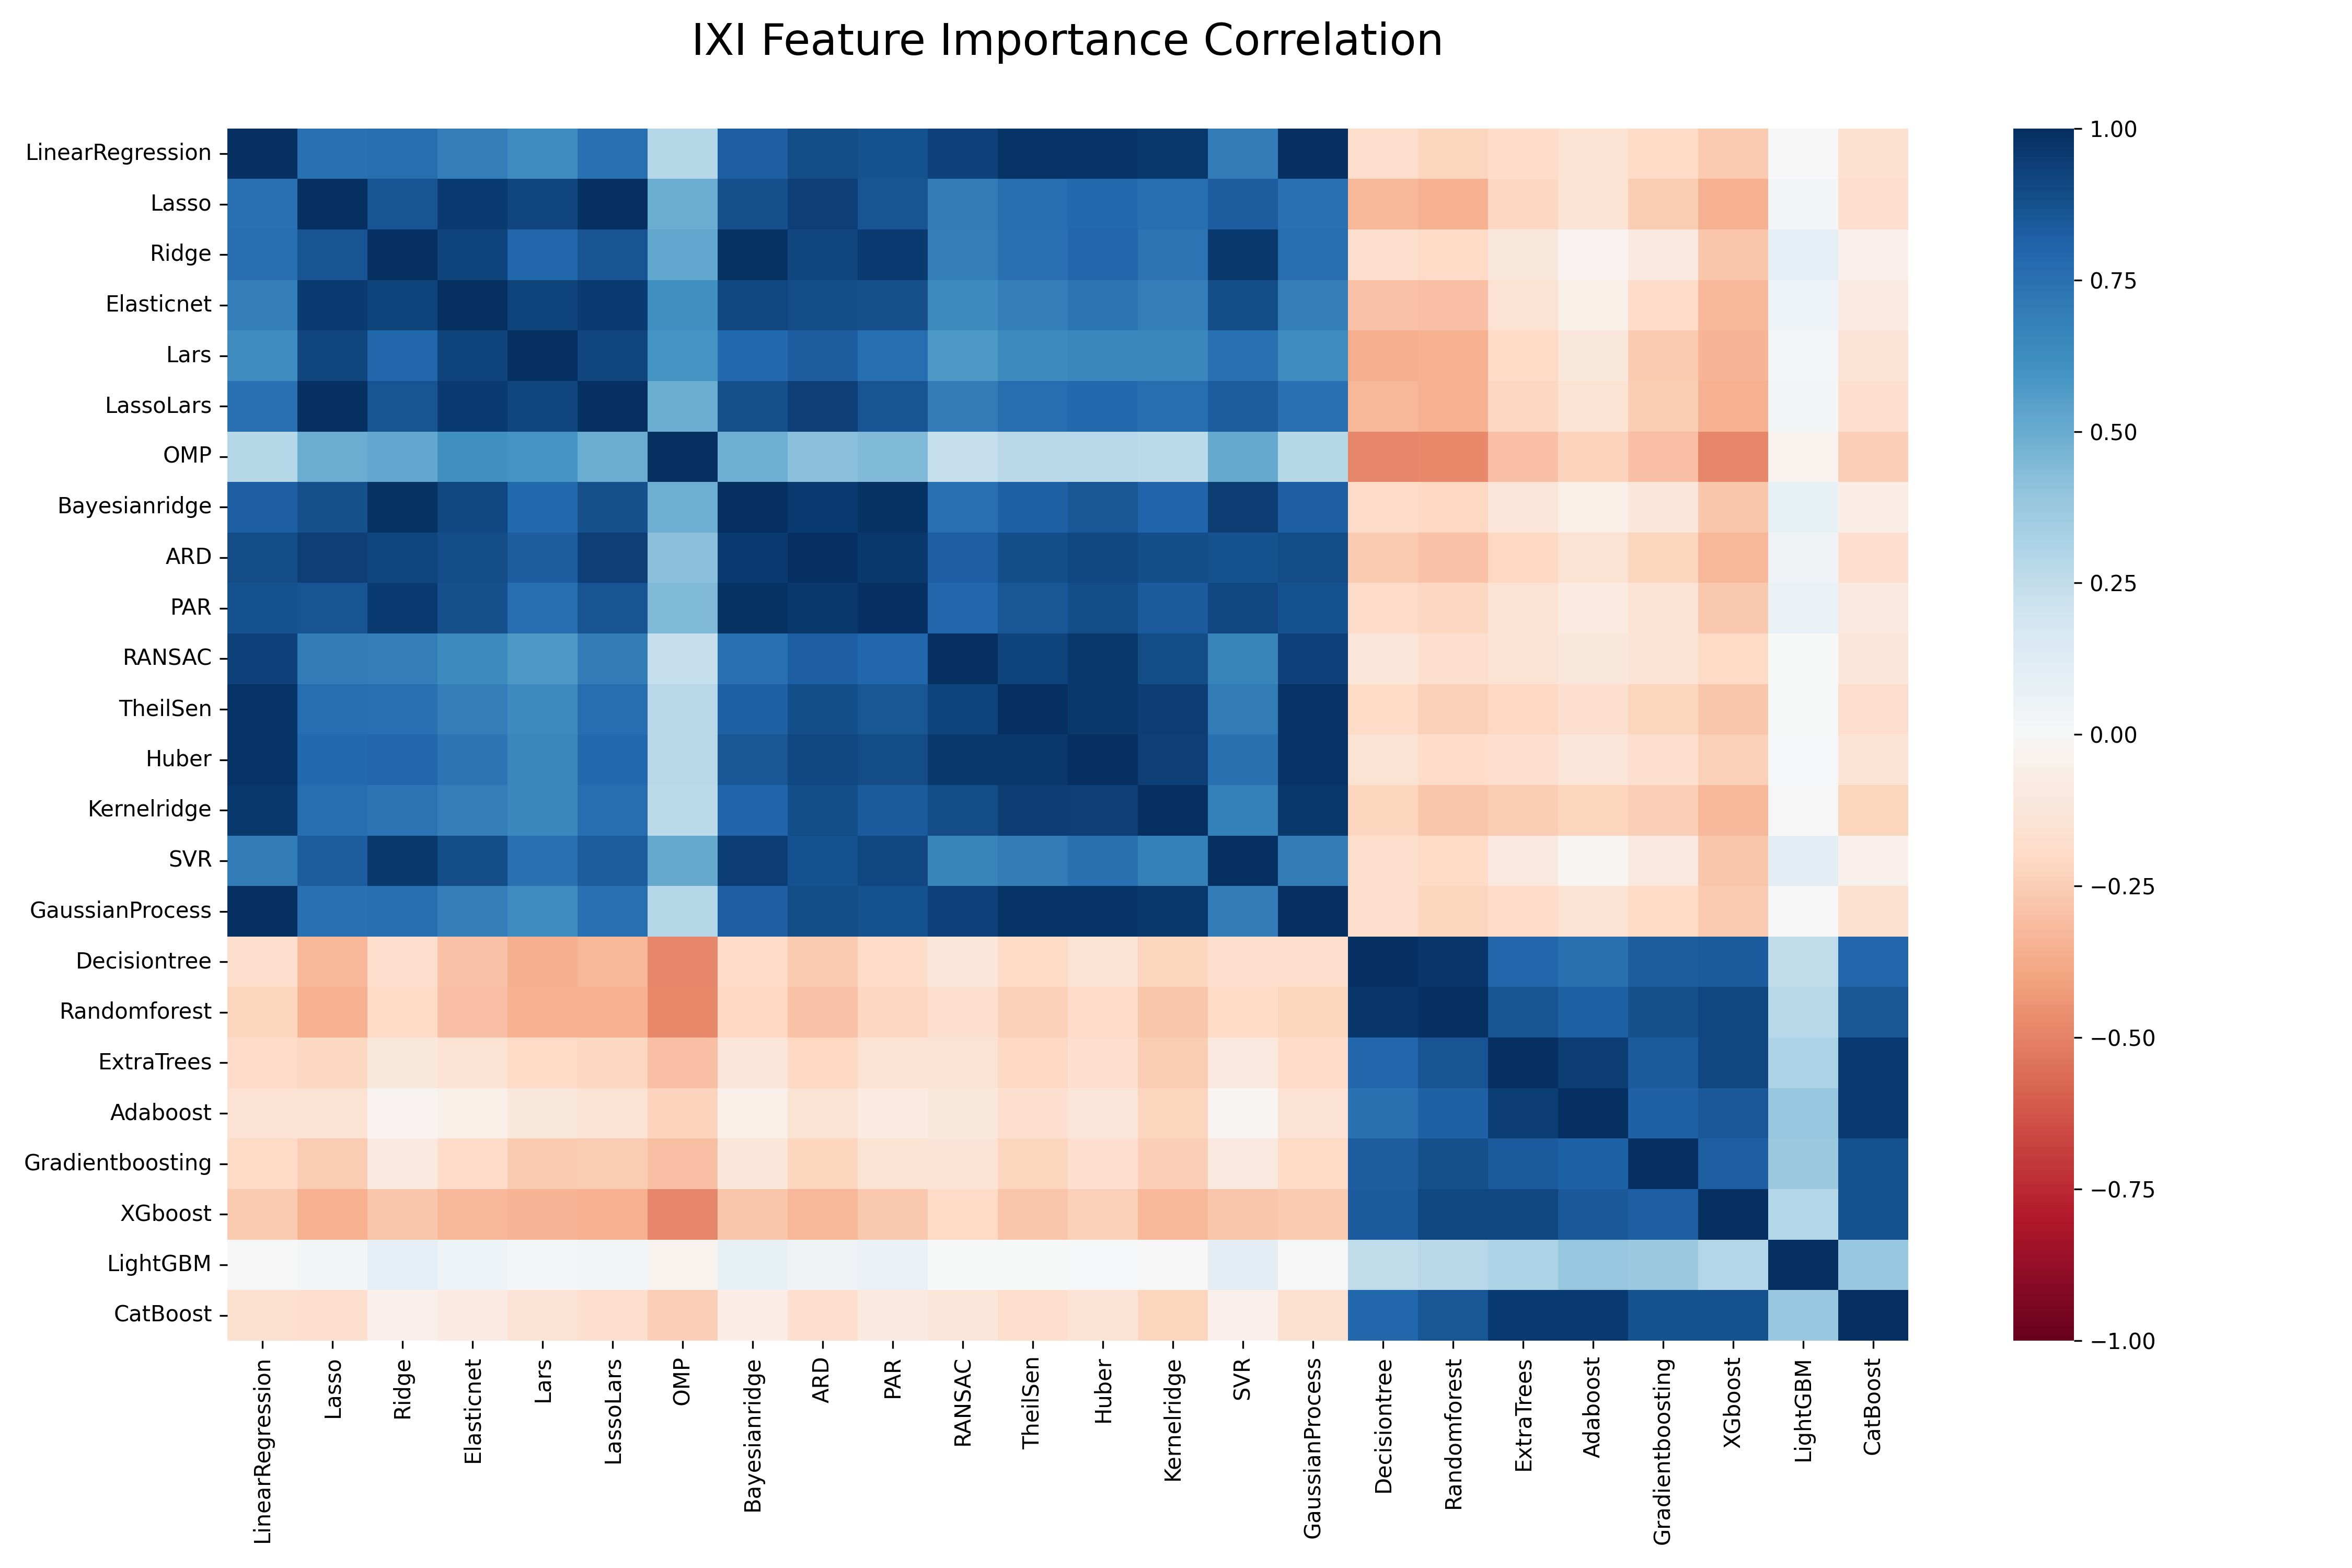 IXI Feature Importance Correlation
LinearRegression
Lasso
Ridge
Elasticnet
Lars
LassoLars
OMP
Bayesianridge
ARD
PAR
RANSAC
TheilSen
Huber
Kernelridge
SVR
GaussianProcess
Decisiontree
Randomforest
ExtraTrees
Adaboost
Gradientboosting
XGboost
LightGBM
CatBoost
LinearRegression
Lasso
Ridge
Elasticnet
Lars
LassoLars
OMP
Bayesianridge
ARD
PAR
RANSAC
TheilSen
Huber
Kernelridge
SVR
GaussianProcess
Decisiontree
Randomforest
ExtraTrees
Adaboost
Gradientboosting
XGboost
LightGBM
CatBoost
1.00
0.75
0.50
0.25
0.00
−0.25
−0.50
−0.75
−1.00